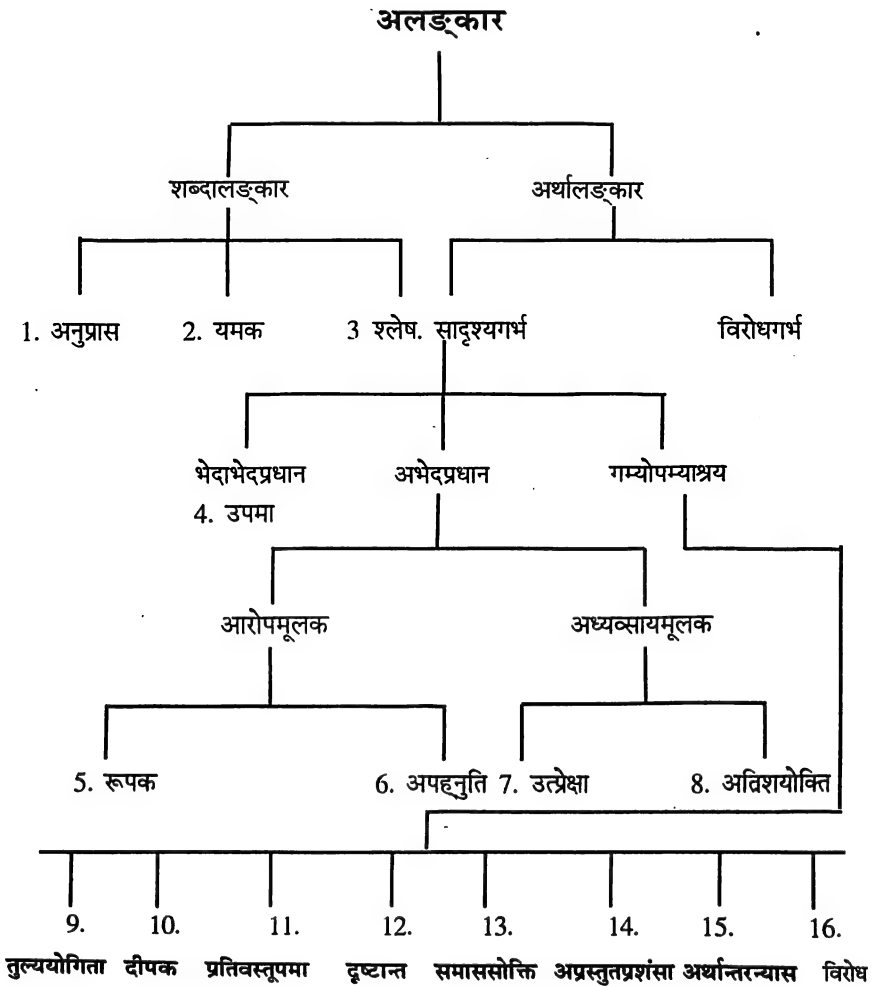 अलङ्कार
शब्दालङ्कार अर्थालङ्कार
1. अनुप्रास 2. यमक 3 श्लेष. सादृश्यगर्भ विरोधगर्भ
भेदाभेदप्रधान अभेदप्रधान गम्योपम्याश्रय
4. उपमा
आरोपमूलक अध्यव्सायमूलक
5. रूपक 6. अपह्नुति 7. उत्प्रेक्षा 8. अतिशयोक्ति
9. 10. 11. 12. 13. 14. 15. 16.
तुल्ययोगिता दीपक प्रतिवस्तूपमा दृष्टान्त समाससोक्ति अप्रस्तुतप्रशंसा अर्थान्तरन्यास विरोध